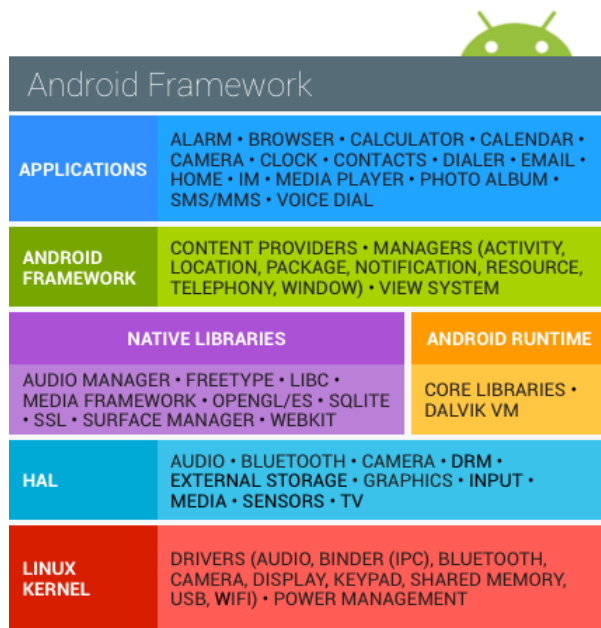 Android Framework
APPLICATIONS
ALARM • BROWSER • CALCULATOR • CALENDAR •
CAMERA • CLOCK • CONTACTS • DIALER • EMAIL •
HOME • IM • MEDIA PLAYER • PHOTO ALBUM •
SMS/MMS • VOICE DIAL
ANDROID
FRAMEWORK
CONTENT PROVIDERS • MANAGERS (ACTIVITY,
LOCATION, PACKAGE, NOTIFICATION, RESOURCE,
TELEPHONY, WINDOW) • VIEW SYSTEM
NATIVE LIBRARIES
AUDIO MANAGER • FREETYPE • LIBC •
MEDIA FRAMEWORK • OPENGL/ES • SQLITE
• SSL • SURFACE MANAGER • WEBKIT
ANDROID RUNTIME
CORE LIBRARIES •
DALVIK VM
HAL
AUDIO • BLUETOOTH • CAMERA • DRM •
EXTERNAL STORAGE • GRAPHICS • INPUT •
MEDIA • SENSORS • TV
LINUX
KERNEL
DRIVERS (AUDIO, BINDER (IPC), BLUETOOTH,
CAMERA, DISPLAY, KEYPAD, SHARED MEMORY,
USB, WIFI) • POWER MANAGEMENT